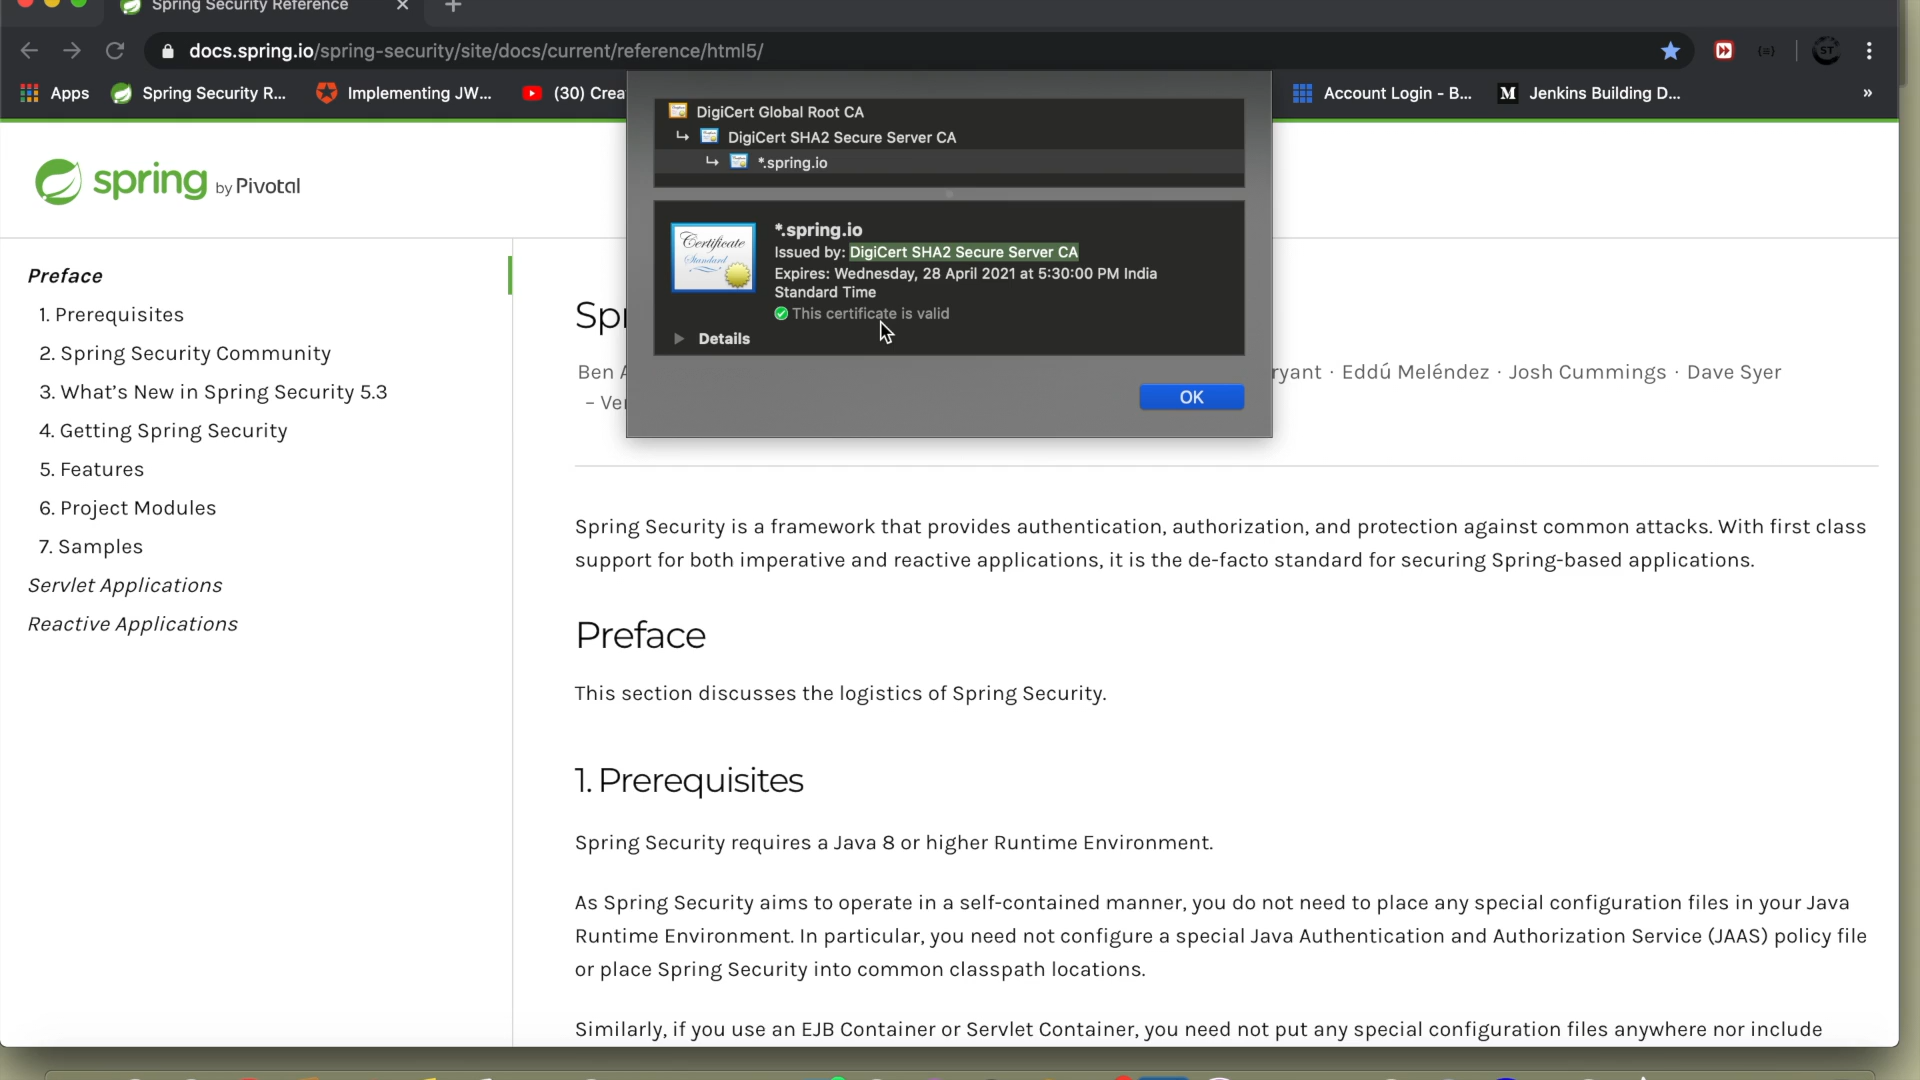 Spring Security Reference
docs.spring.io/spring-security/site/docs/current/reference/html5/
ST
Apps
Spring Security R...
Implementing JW...
(30) Crea
Account Login - B...
M Jenkins Building D...
»
DigiCert Global Root CA
DigiCert SHA2 Secure Server CA
*.spring.io
Certificate
Standard
*.spring.io
Issued by: DigiCert SHA2 Secure Server CA
Expires: Wednesday, 28 April 2021 at 5:30:00 PM India
Standard Time
This certificate is valid
Details
OK
spring by Pivotal
Preface
1. Prerequisites
2. Spring Security Community
3. What's New in Spring Security 5.3
4. Getting Spring Security
5. Features
6. Project Modules
7. Samples
Servlet Applications
Reactive Applications
Spr
Ben A
ryant · Eddú Meléndez · Josh Cummings · Dave Syer
– Ver
Spring Security is a framework that provides authentication, authorization, and protection against common attacks. With first class
support for both imperative and reactive applications, it is the de-facto standard for securing Spring-based applications.
Preface
This section discusses the logistics of Spring Security.
1. Prerequisites
Spring Security requires a Java 8 or higher Runtime Environment.
As Spring Security aims to operate in a self-contained manner, you do not need to place any special configuration files in your Java
Runtime Environment. In particular, you need not configure a special Java Authentication and Authorization Service (JAAS) policy file
or place Spring Security into common classpath locations.
Similarly, if you use an EJB Container or Servlet Container, you need not put any special configuration files anywhere nor include